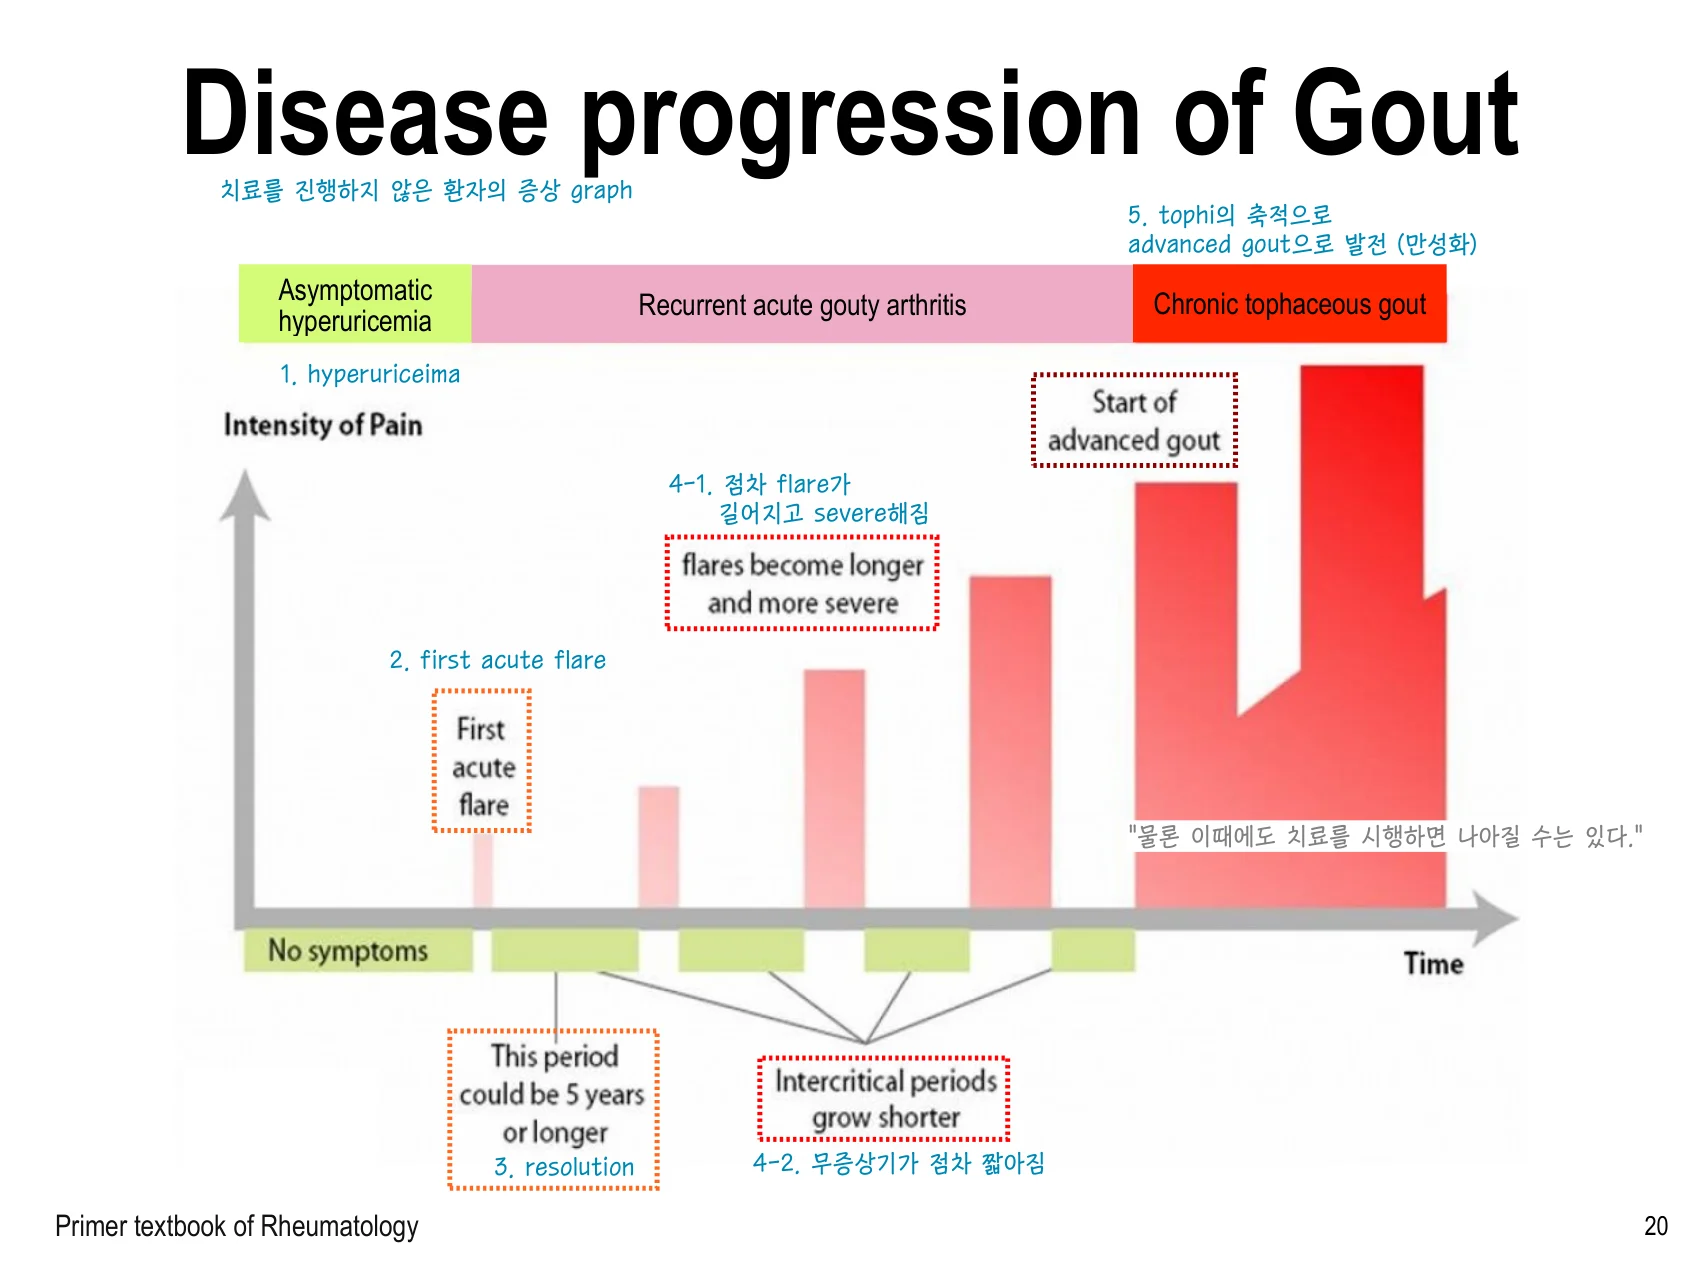 Disease progression of Gout
치료를 진행하지 않은 환자의 증상 graph
5. tophi의 축적으로
advanced gout으로 발전 (만성화)
Asymptomatic
hyperuricemia
Recurrent acute gouty arthritis
Chronic tophaceous gout
1. hyperuriceima
Intensity of Pain
Start of
advanced gout
4-1. 점차 flare가
길어지고 severe해짐
flares become longer
and more severe
2. first acute flare
First
acute
flare
"물론 이때에도 치료를 시행하면 나아질 수는 있다."
No symptoms
Time
This period
could be 5 years
or longer
3. resolution
Intercritical periods
grow shorter
4-2. 무증상기가 점차 짧아짐
Primer textbook of Rheumatology
20